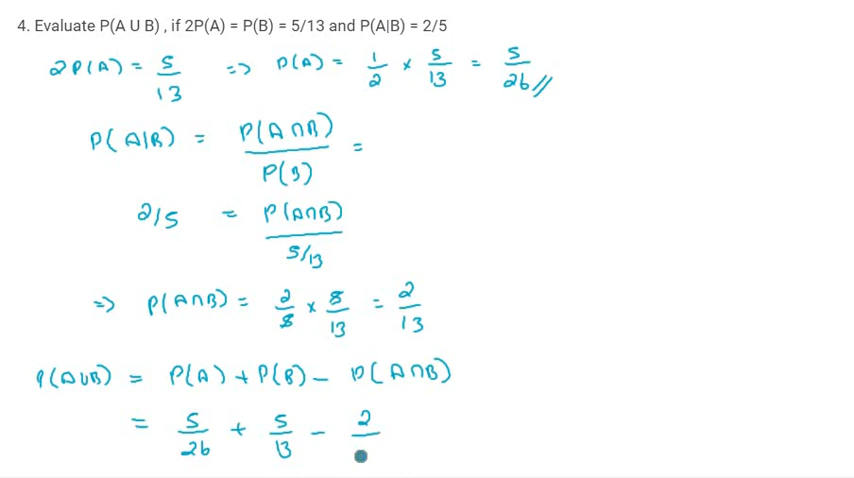 4. Evaluate P(A U B) , if 2P(A) = P(B) = 5/13 and P(A|B) = 2/5
2P(A) = 5/13 => P(A) = 1/2 × 5/13 = 5/26 //
P(A|B) = P(A∩B)/P(B) =
2/5 = P(A∩B)/5/13
=> P(A∩B) = 2/5 × 5/13 = 2/13
P(A∪B) = P(A) + P(B) - P(A∩B)
= 5/26 + 5/13 - 2/